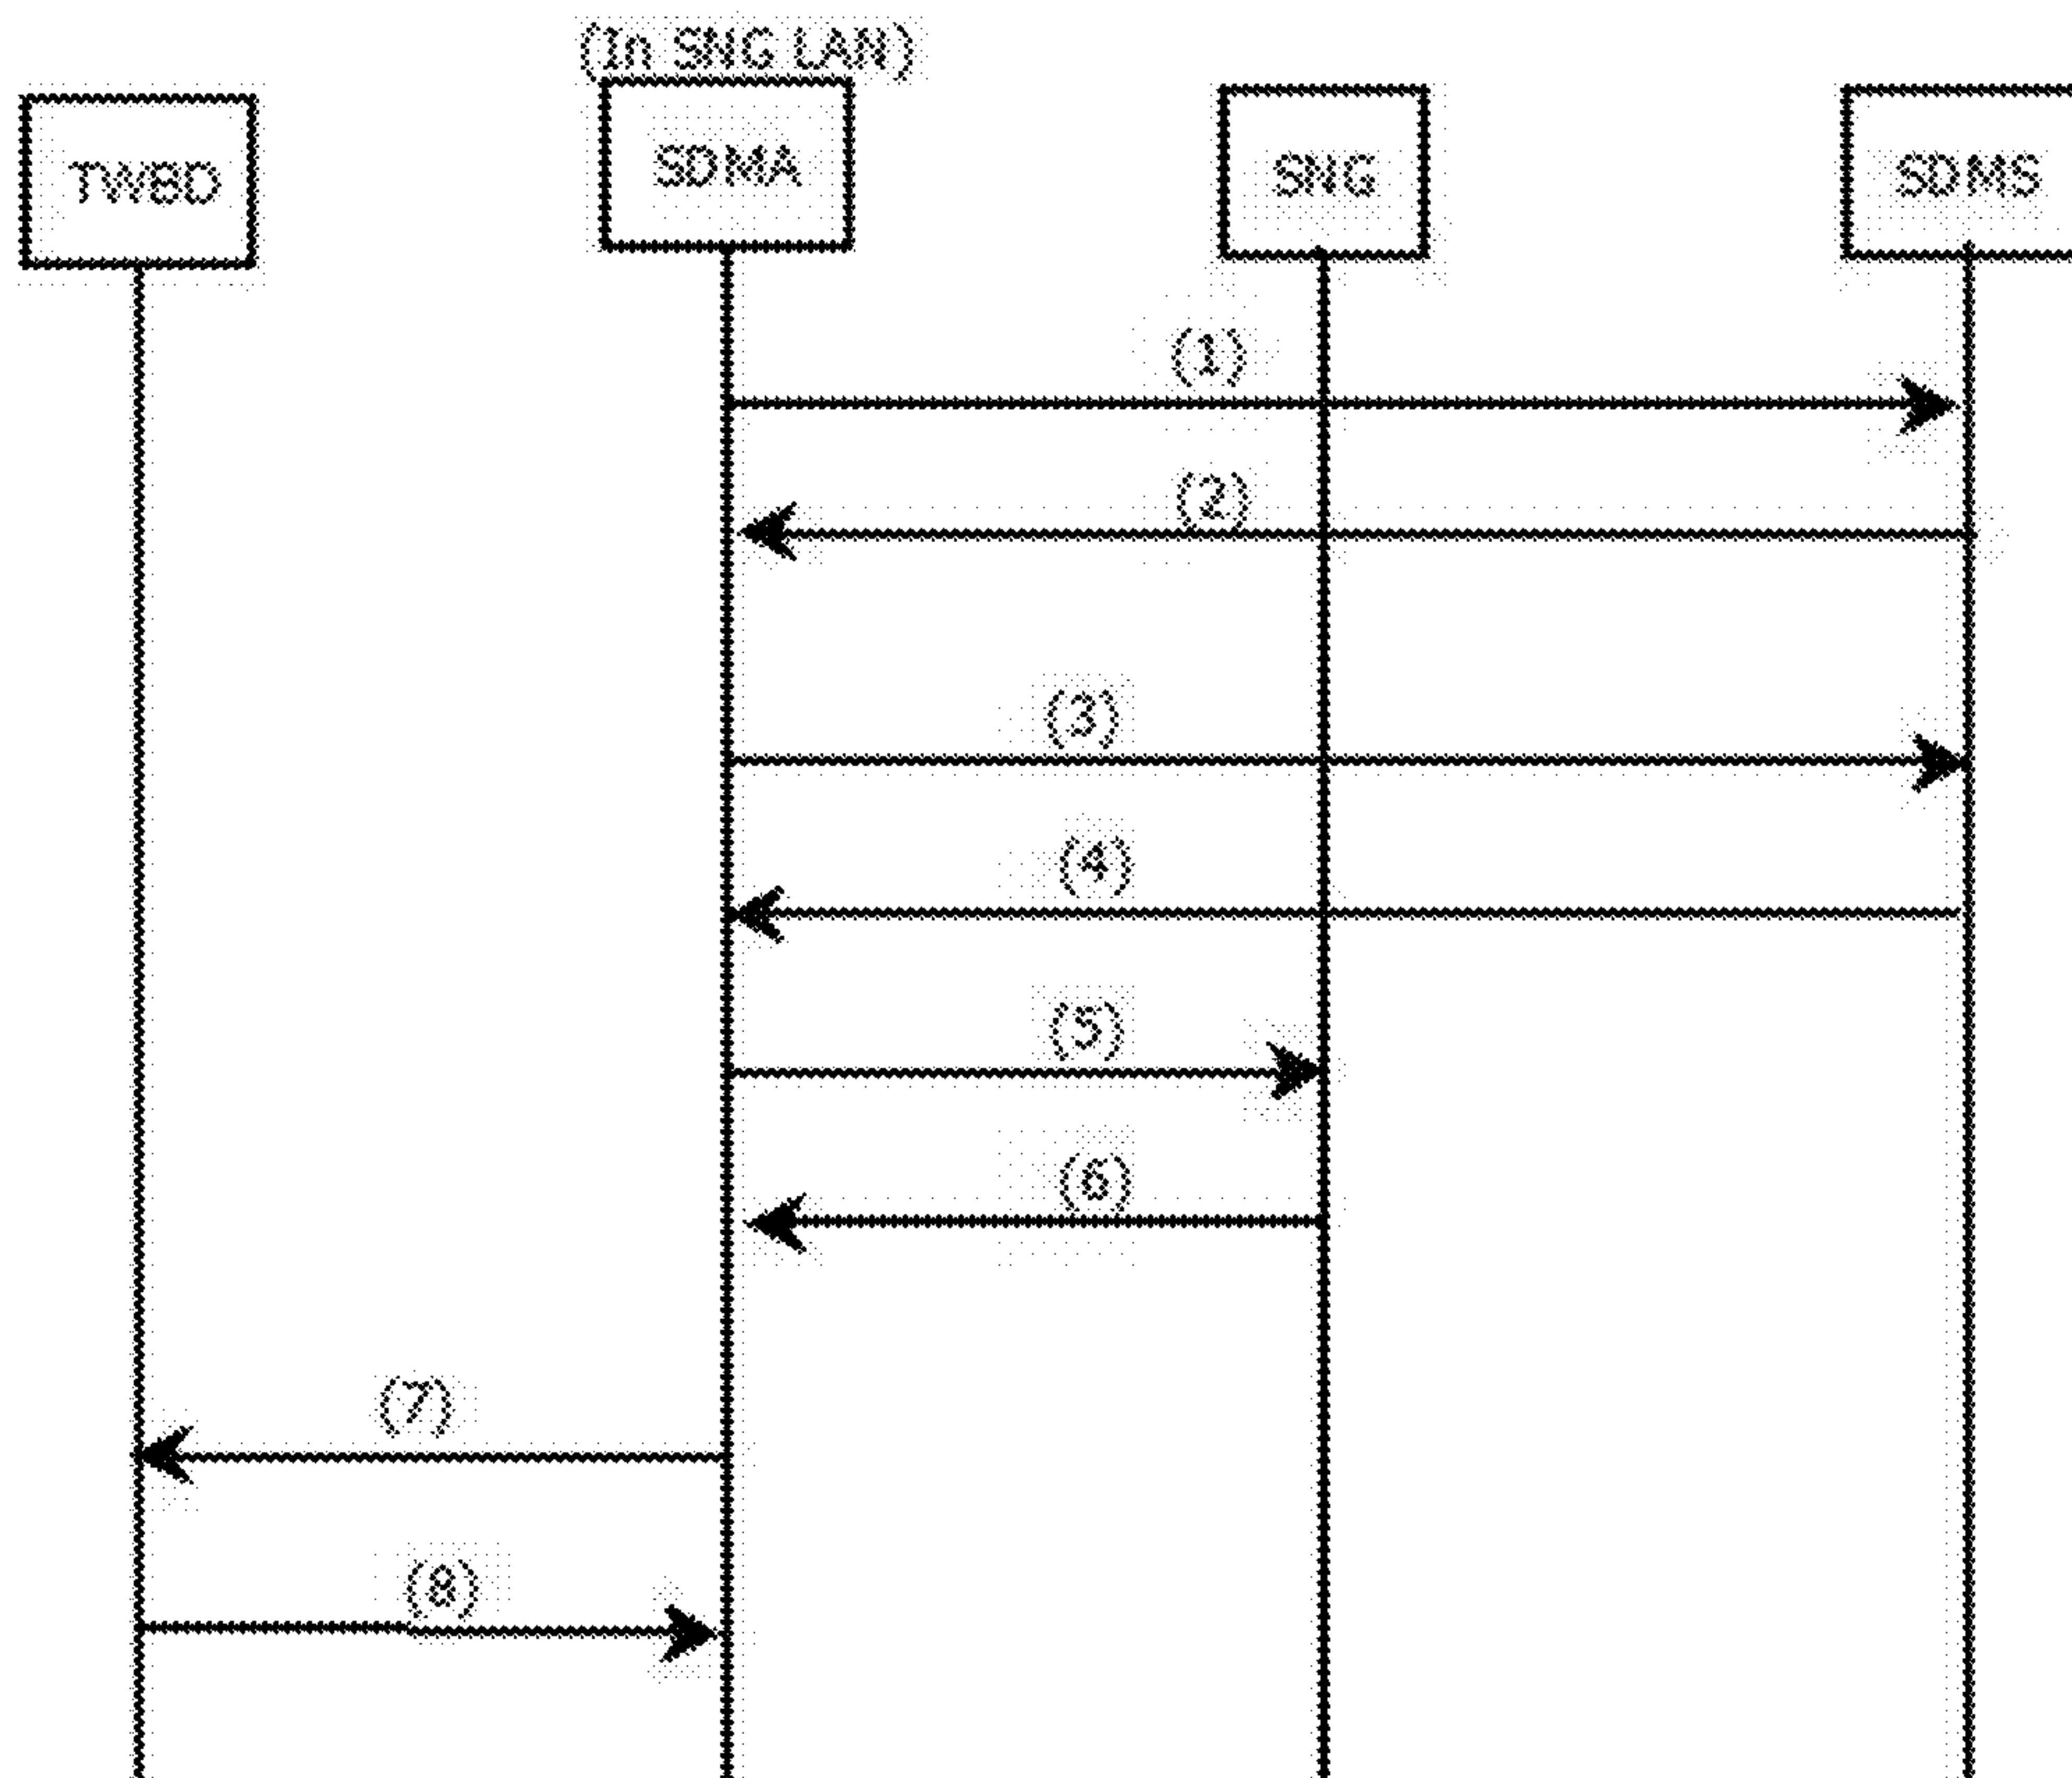 (In SNG LAN)
TWBD
SDMA
SNG
SDMS
(1)
(2)
(3)
(4)
(5)
(6)
(7)
(8)